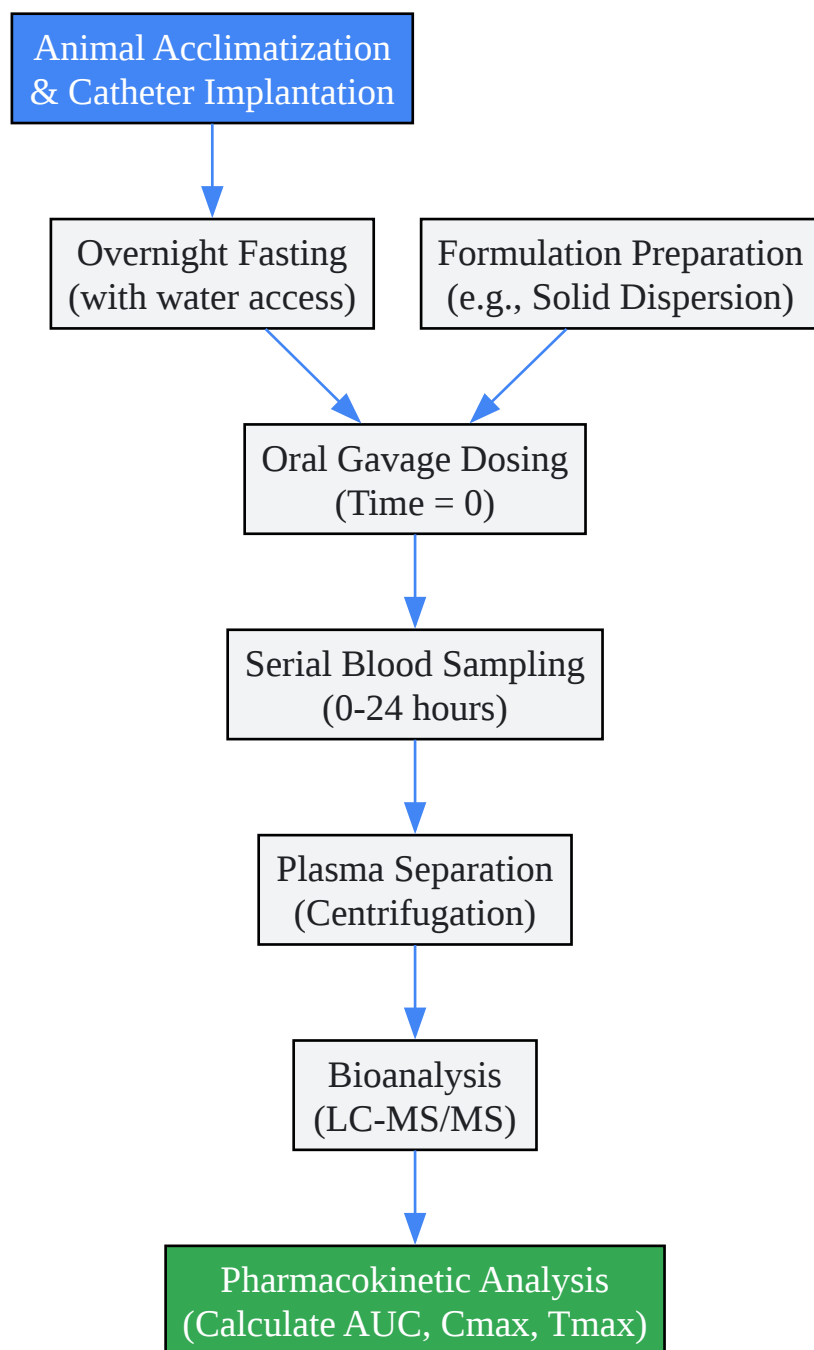 Animal Acclimatization
& Catheter Implantation
Overnight Fasting
(with water access)
Formulation Preparation
(e.g., Solid Dispersion)
Oral Gavage Dosing
(Time = 0)
Serial Blood Sampling
(0-24 hours)
Plasma Separation
(Centrifugation)
Bioanalysis
(LC-MS/MS)
Pharmacokinetic Analysis
(Calculate AUC, Cmax, Tmax)